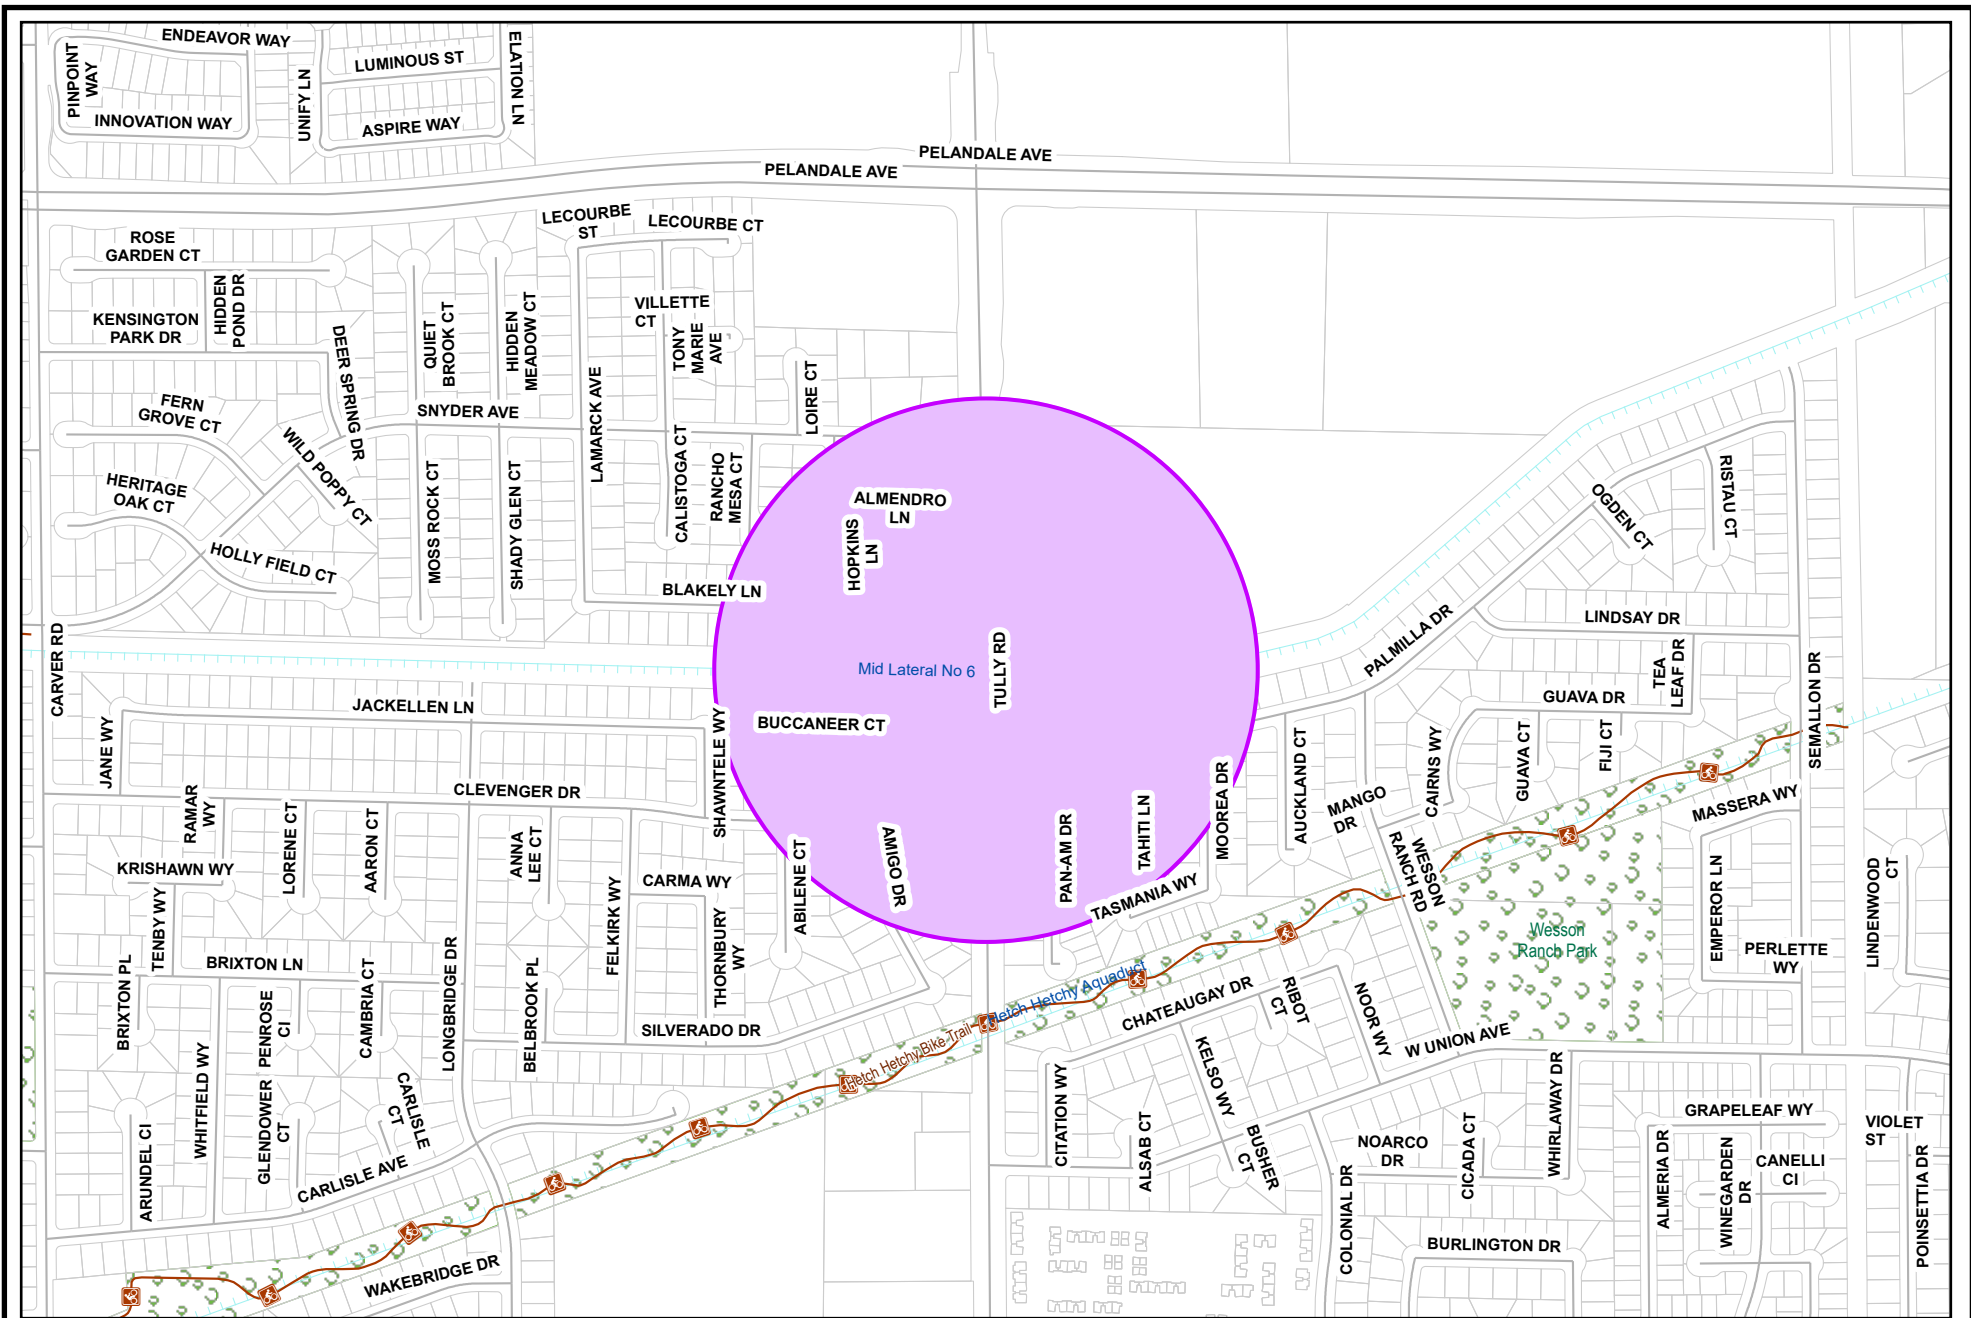 ENDEAVOR WAY
PINPOINT
WAY
INNOVATION WAY
UNIFY LN
LUMINOUS ST
ASPIRE WAY
ELATION LN
PELANDALE AVE
PELANDALE AVE
LECOURBE
ST
LECOURBE CT
ROSE
GARDEN CT
HIDDEN
POND DR
KENSINGTON
PARK DR
DEER SPRING DR
QUIET
BROOK CT
HIDDEN
MEADOW CT
VILLETTE
CT
TONY
MARIE
AVE
LOIRE CT
LAMARCK AVE
FERN
GROVE CT
SNYDER AVE
WILD POPPY CT
HERITAGE
OAK CT
HOLLY FIELD CT
MOSS ROCK CT
SHADY GLEN CT
CALISTOGA CT
RANCHO
MESA CT
ALMENDRO
LN
HOPKINS
LN
BLAKELY LN
OGDEN CT
RISTAU CT
LINDSAY DR
PALMILLA DR
TEA
LEAF DR
GUAVA DR
SEMALLON DR
CARVER RD
Mid Lateral No 6
TULLY RD
JACKELLEN LN
JANE WY
SHAWNTELE WY
BUCCANEER CT
CLEVENGER DR
RAMAR
WY
LORENE CT
AARON CT
ANNA
LEE CT
KRISHAWN WY
TENBY WY
CARMA WY
FELKIRK WY
THORNBURY
WY
ABILENE CT
AMIGO DR
PAN-AM DR
TAHITI LN
MOOREA DR
TASMANIA WY
AUCKLAND CT
MANGO
DR
CAIRNS WY
GUAVA CT
FIJI CT
WESSON
RANCH RD
MASSERA WY
EMPEROR LN
LINDENWOOD
CT
Wesson
Ranch Park
PERLETTE
WY
BRIXTON PL
BRIXTON LN
CAMBRIA CT
LONGBRIDGE DR
BELBROOK PL
SILVERADO DR
Hetch Hetchy Aquaduct
Hetch Hetchy Bike Trail
CHATEAUGAY DR
RIBOT
CT
NOOR WY
W UNION AVE
WHITFIELD WY
PENROSE
CI
GLENDOWER
CT
CARLISLE
CT
ARUNDEL CI
CARLISLE AVE
WAKEBRIDGE DR
CITATION WY
ALSAB CT
KELSO WY
BUSHER
CT
COLONIAL DR
NOARCO
DR
CICADA CT
WHIRLAWAY DR
BURLINGTON DR
GRAPELEAF WY
ALMERIA DR
WINEGARDEN
DR
CANELLI
CI
VIOLET
ST
POINSETTIA DR